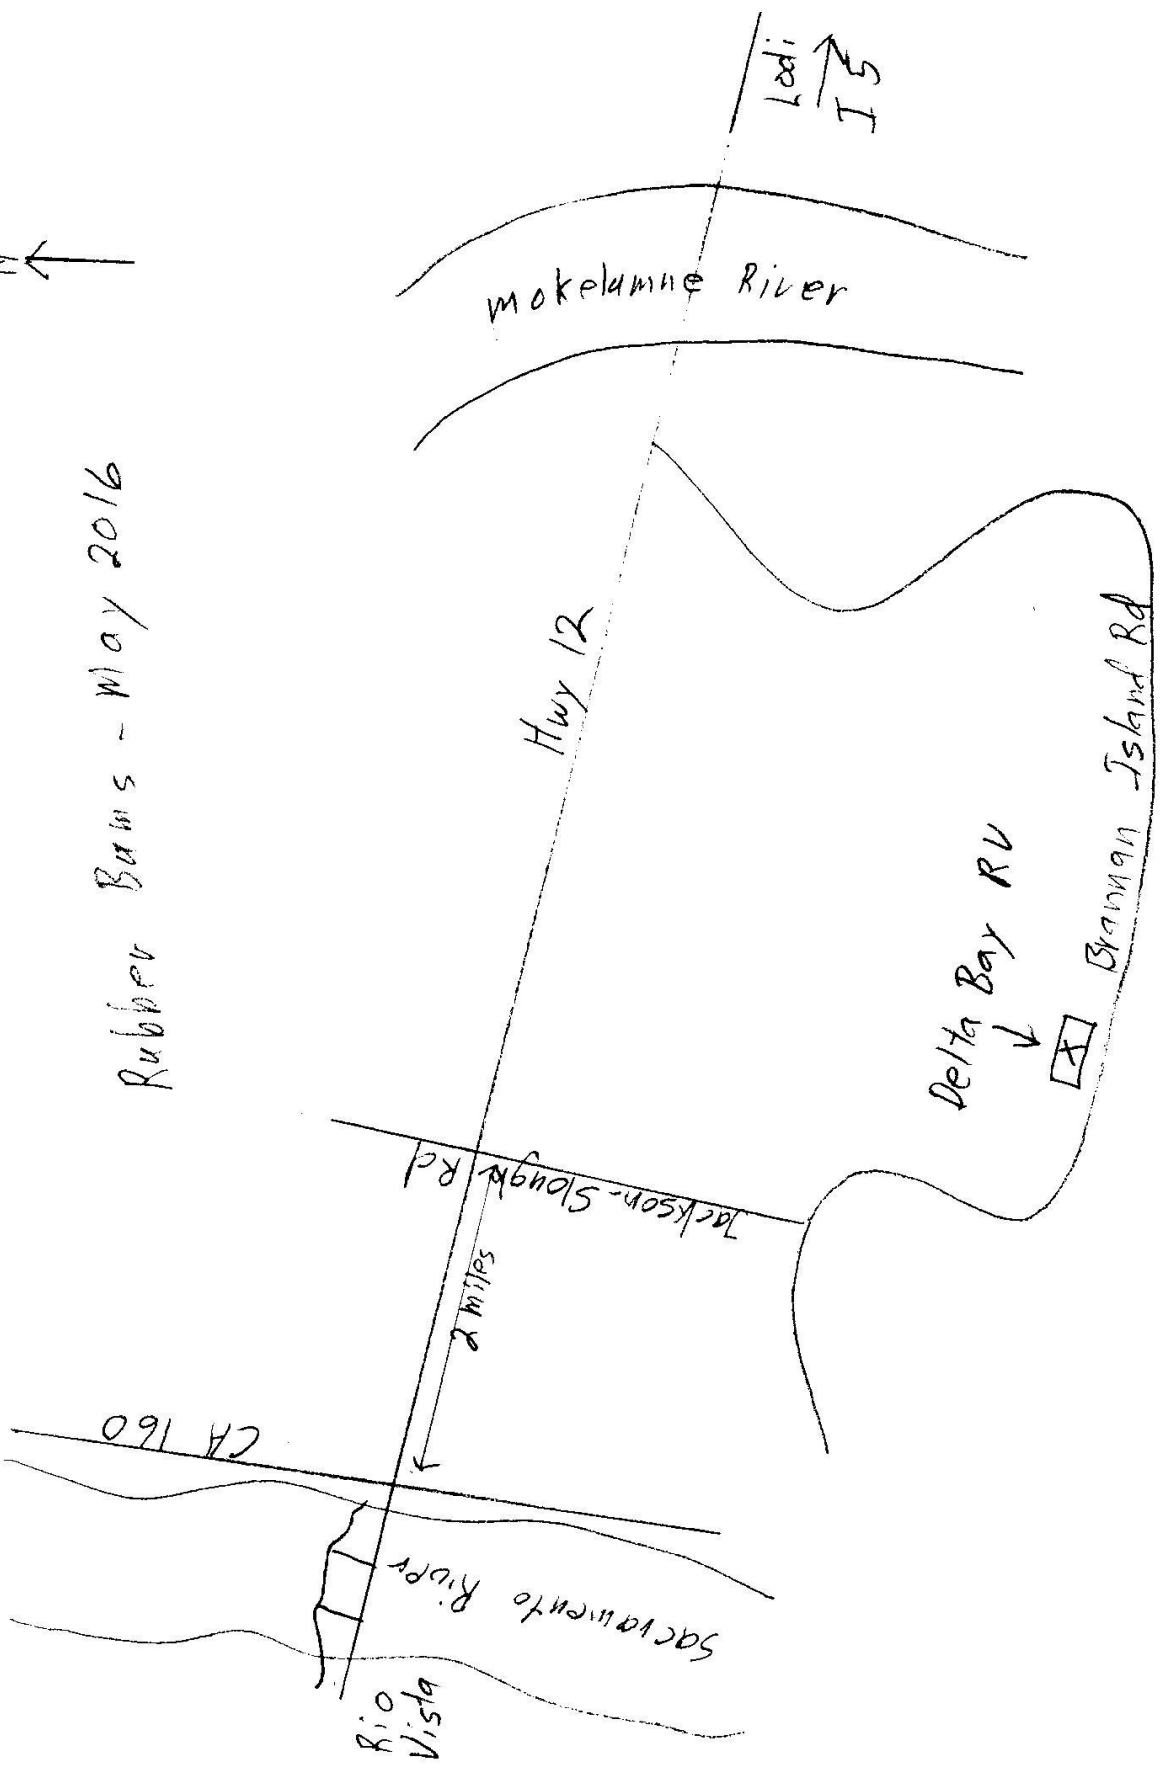 N
Rubber Bums - May 2016
Lodi
I 5
Mokelumne River
Hwy 12
Jackson-Slough Rd
2 miles
CA 160
Sacramento River
Rio
Vista
Delta Bay RV
X
Brannan Island Rd